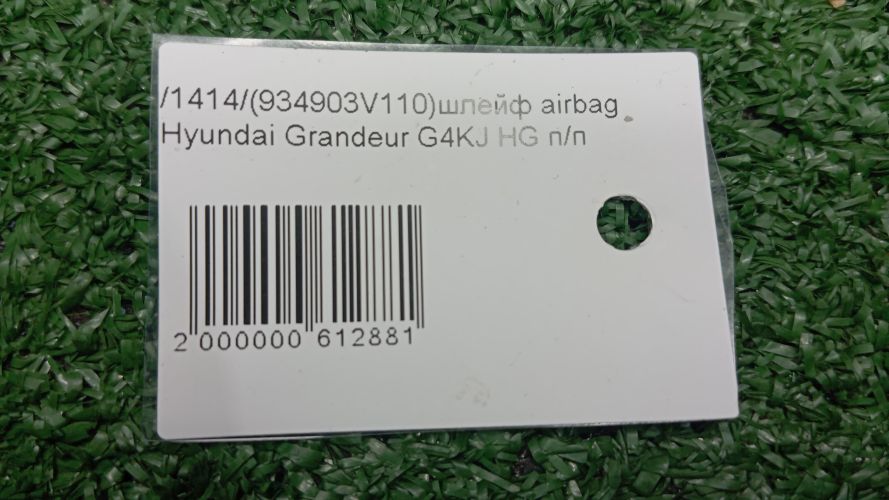 /1414/(934903V110)шлейф airbag
Hyundai Grandeur G4KJ HG п/п
2 000000 612881